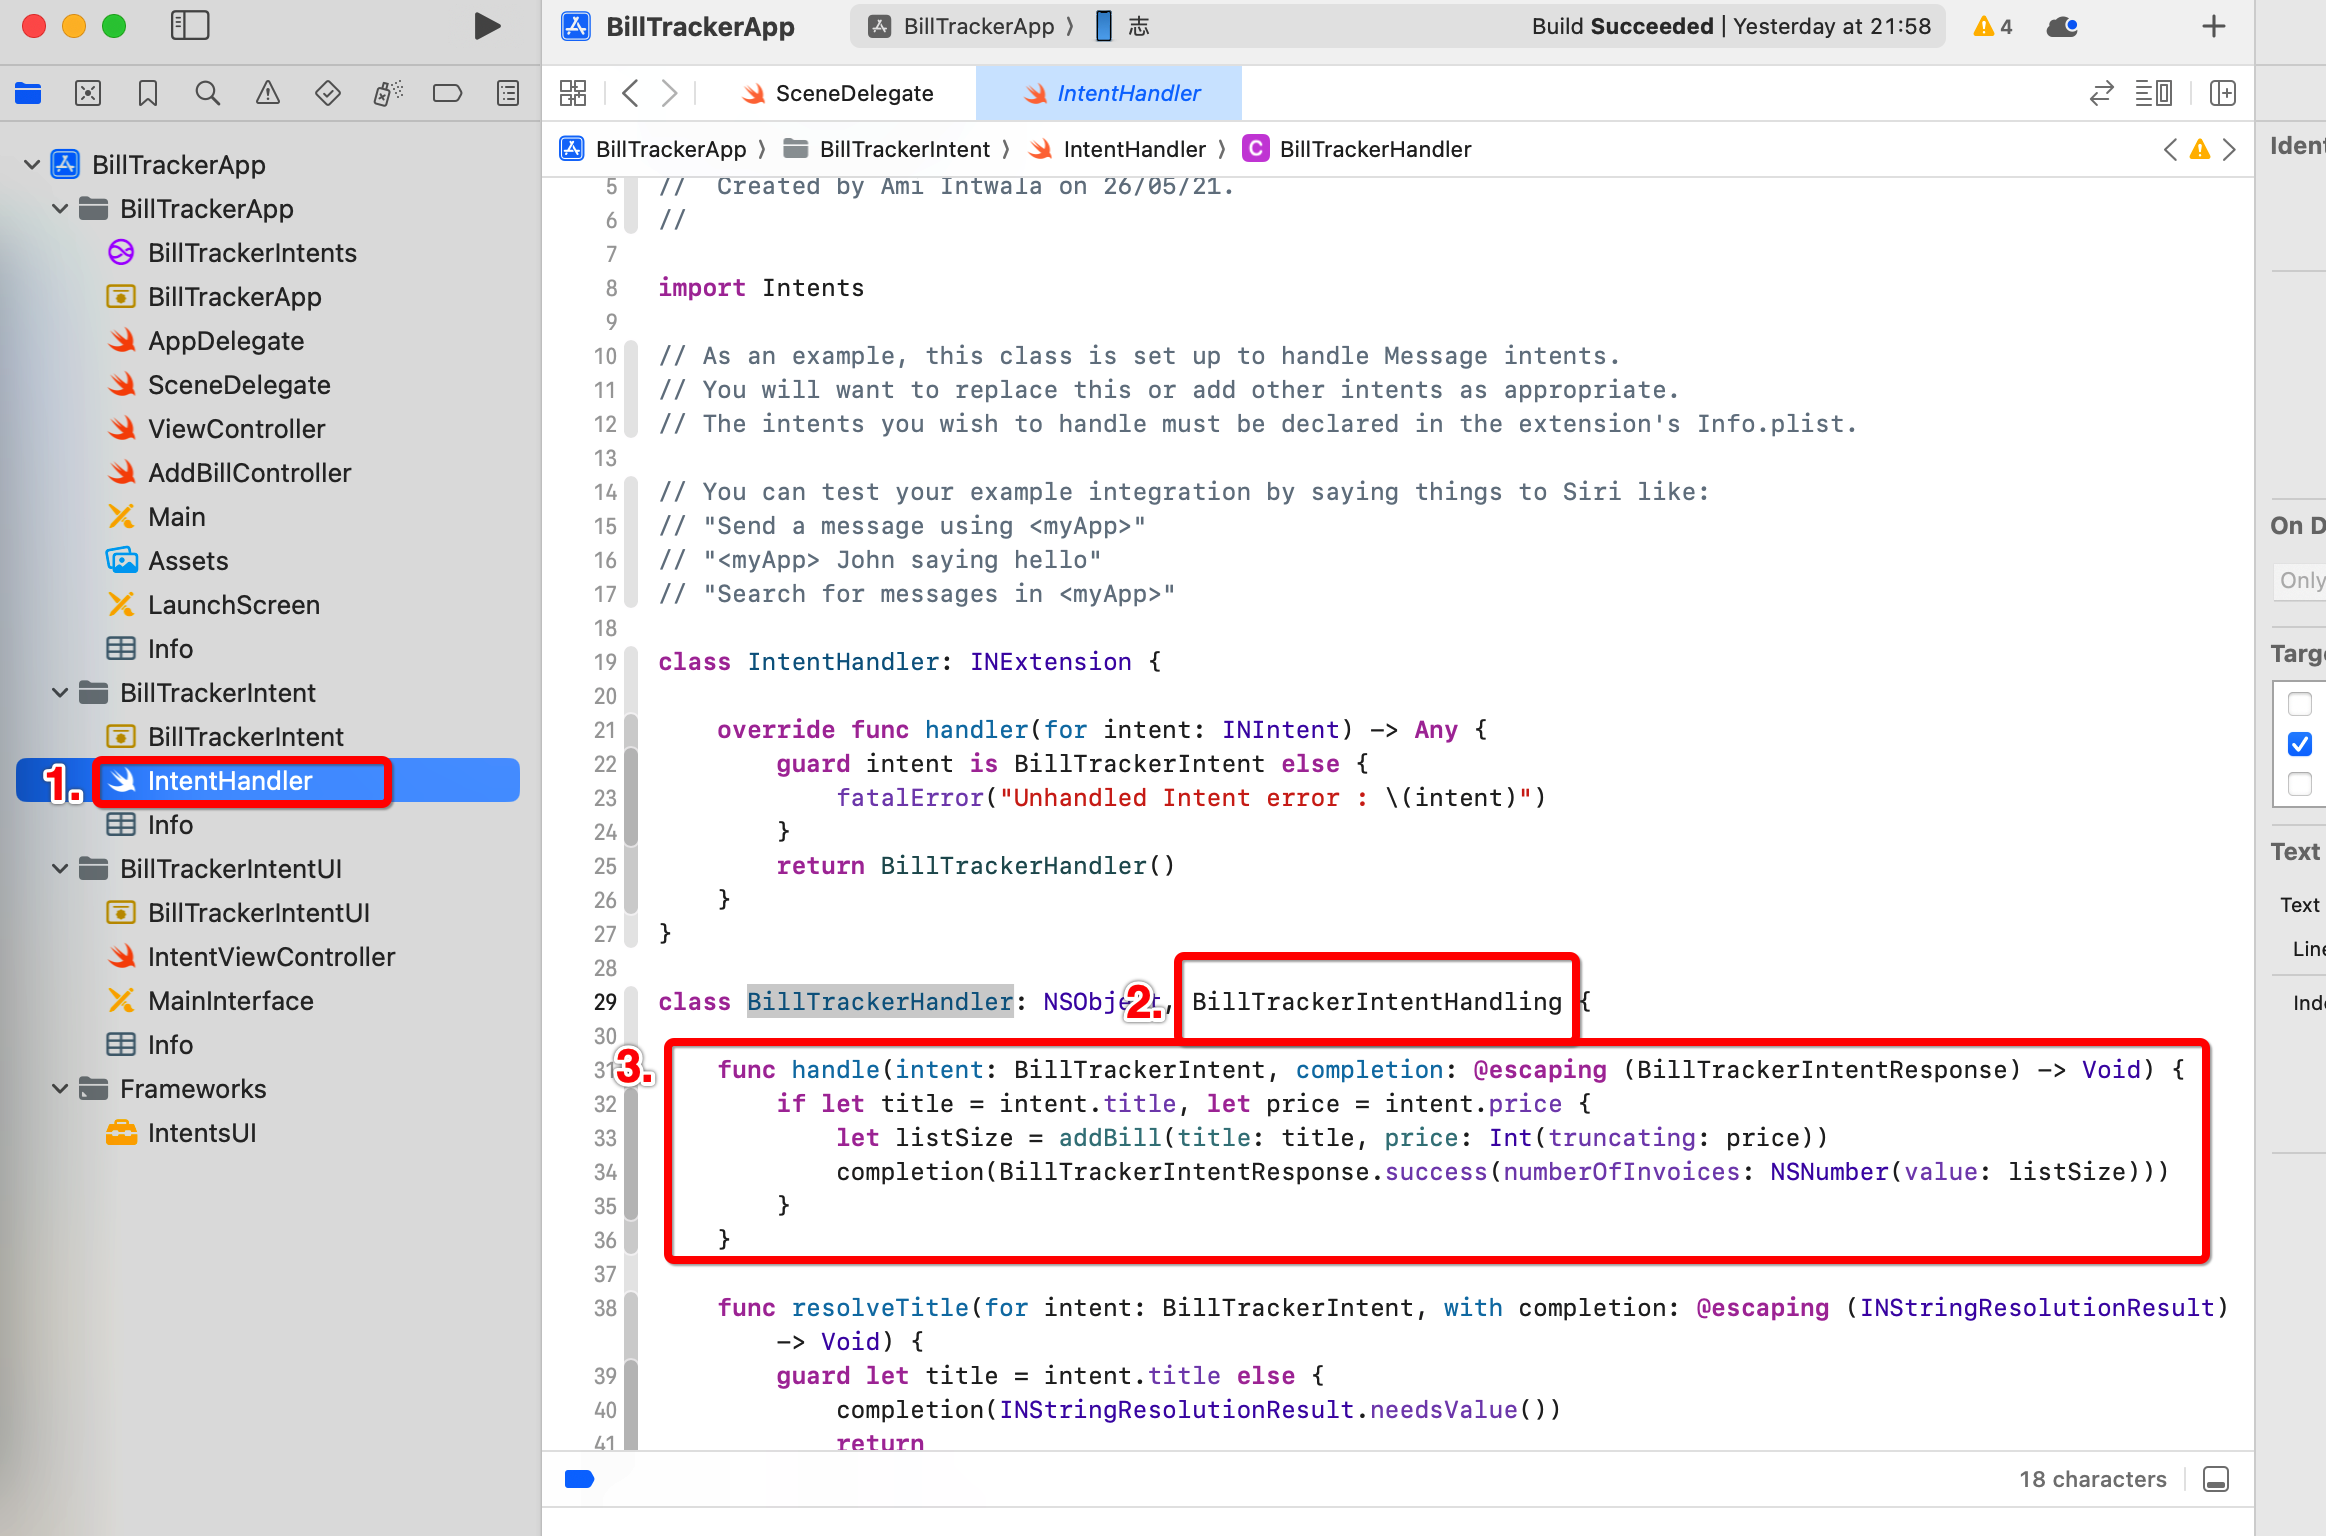 BillTrackerApp
BillTrackerApp 〉 志
Build Succeeded | Yesterday at 21:58
4
SceneDelegate
IntentHandler
BillTrackerApp 〉 BillTrackerIntent 〉 IntentHandler 〉 C BillTrackerHandler
BillTrackerApp
BillTrackerApp
BillTrackerIntents
BillTrackerApp
AppDelegate
SceneDelegate
ViewController
AddBillController
Main
Assets
LaunchScreen
Info
BillTrackerIntent
BillTrackerIntent
1. IntentHandler
Info
BillTrackerIntentUI
BillTrackerIntentUI
IntentViewController
MainInterface
Info
Frameworks
IntentsUI
5 //  Created by Ami Intwala on 26/05/21.
6 //
7
8 import Intents
9
10 // As an example, this class is set up to handle Message intents.
11 // You will want to replace this or add other intents as appropriate.
12 // The intents you wish to handle must be declared in the extension's Info.plist.
13
14 // You can test your example integration by saying things to Siri like:
15 // "Send a message using <myApp>"
16 // "<myApp> John saying hello"
17 // "Search for messages in <myApp>"
18
19 class IntentHandler: INExtension {
20
21     override func handler(for intent: INIntent) -> Any {
22         guard intent is BillTrackerIntent else {
23             fatalError("Unhandled Intent error : \(intent)")
24         }
25         return BillTrackerHandler()
26     }
27 }
28
29 class BillTrackerHandler: NSObject, 2. BillTrackerIntentHandling {
30
31 3. func handle(intent: BillTrackerIntent, completion: @escaping (BillTrackerIntentResponse) -> Void) {
32         if let title = intent.title, let price = intent.price {
33             let listSize = addBill(title: title, price: Int(truncating: price))
34             completion(BillTrackerIntentResponse.success(numberOfInvoices: NSNumber(value: listSize)))
35         }
36     }
37
38     func resolveTitle(for intent: BillTrackerIntent, with completion: @escaping (INStringResolutionResult)
-> Void) {
39         guard let title = intent.title else {
40             completion(INStringResolutionResult.needsValue())
41             return
18 characters
Ident
On D
Only
Targe
Text
Text
Line
Inde